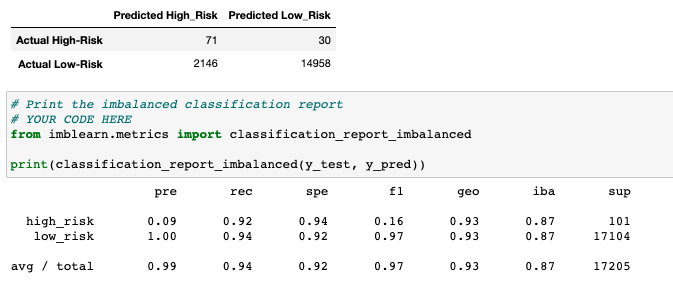 Predicted High_Risk Predicted Low_Risk
Actual High-Risk 71 30
Actual Low-Risk 2146 14958
# Print the imbalanced classification report
# YOUR CODE HERE
from imblearn.metrics import classification_report_imbalanced
print(classification_report_imbalanced(y_test, y_pred))
pre rec spe f1 geo iba sup
high_risk 0.09 0.92 0.94 0.16 0.93 0.87 101
low_risk 1.00 0.94 0.92 0.97 0.93 0.87 17104
avg / total 0.99 0.94 0.92 0.97 0.93 0.87 17205